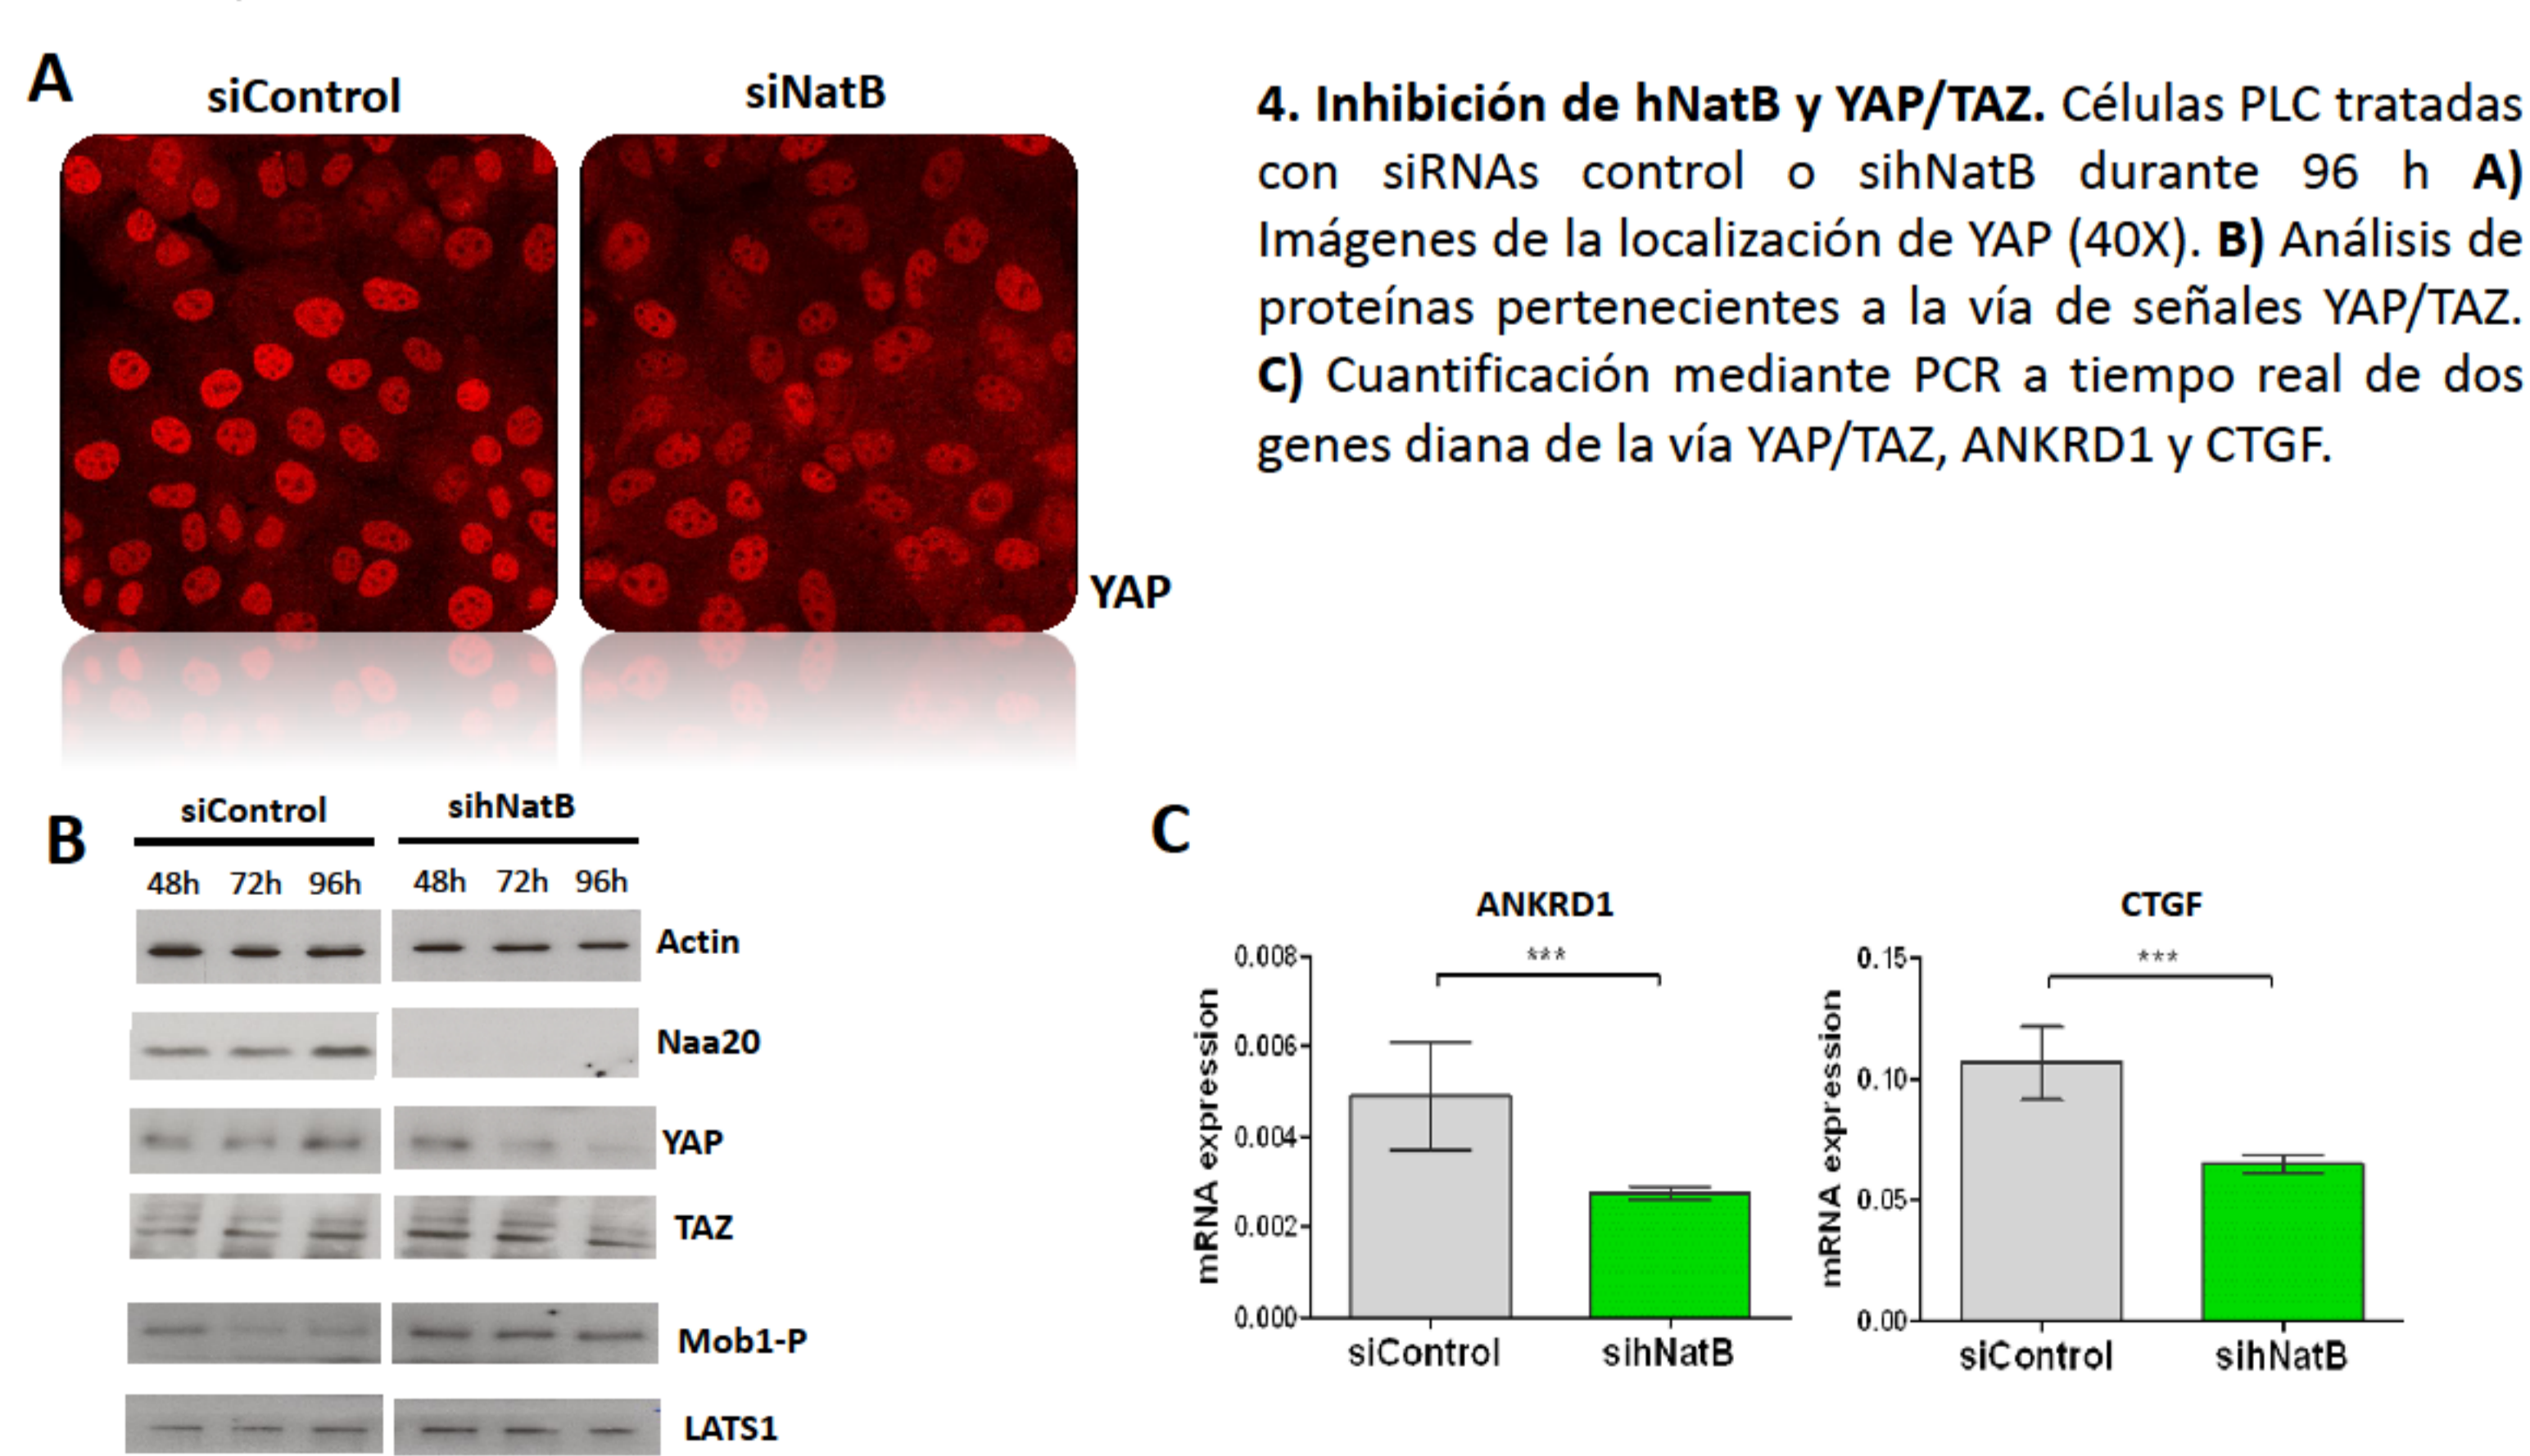 A
siControl
siNatB
YAP
4. Inhibición de hNatB y YAP/TAZ. Células PLC tratadas
con siRNAs control o sihNatB durante 96 h A)
Imágenes de la localización de YAP (40X). B) Análisis de
proteínas pertenecientes a la vía de señales YAP/TAZ.
C) Cuantificación mediante PCR a tiempo real de dos
genes diana de la vía YAP/TAZ, ANKRD1 y CTGF.
B
siControl
sihNatB
48h 72h 96h
48h 72h 96h
Actin
Naa20
YAP
TAZ
Mob1-P
LATS1
C
ANKRD1
***
mRNA expression
0.008
0.006
0.004
0.002
0.000
siControl
sihNatB
CTGF
***
mRNA expression
0.15
0.10
0.05
0.00
siControl
sihNatB